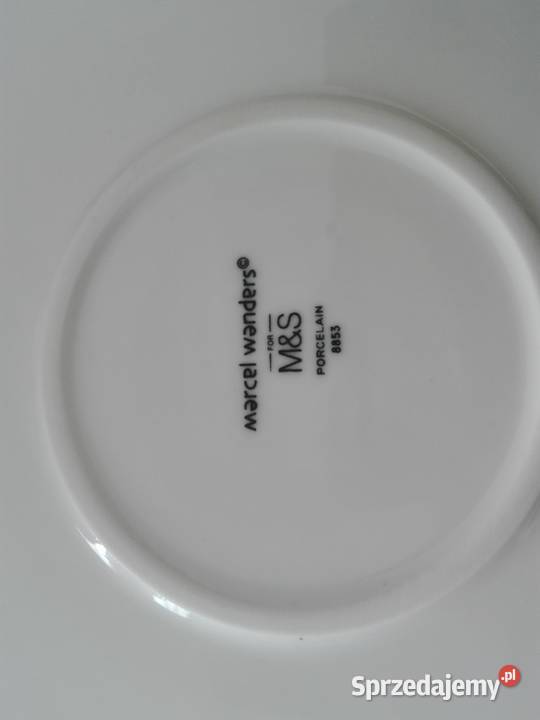 marcel wanders©
— FOR —
M&S
PORCELAIN
8853
Sprzedajemy.pl